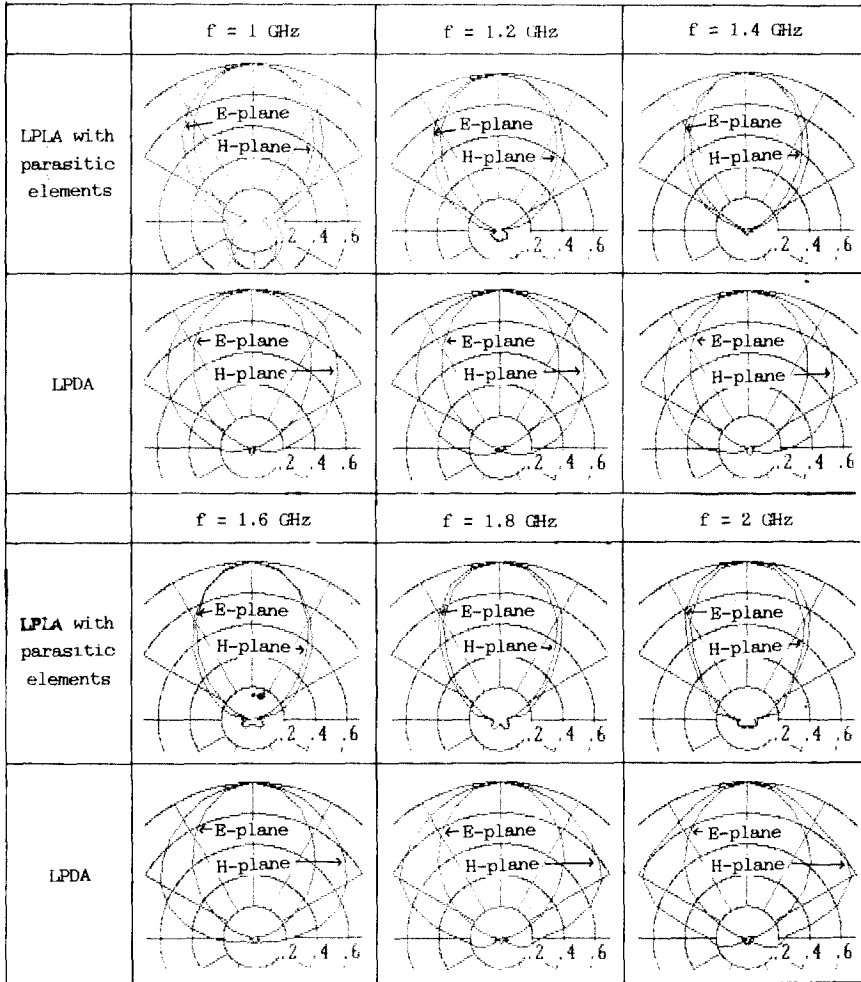 f = 1 GHz
f = 1.2 GHz
f = 1.4 GHz
LPLA with
parasitic
elements
E-plane
H-plane
.2 .4 .6
E-plane
H-plane
.2 .4 .6
E-plane
H-plane
.2 .4 .6
LPDA
E-plane
H-plane
.2 .4 .6
E-plane
H-plane
.2 .4 .6
E-plane
H-plane
.2 .4 .6
f = 1.6 GHz
f = 1.8 GHz
f = 2 GHz
LPLA with
parasitic
elements
E-plane
H-plane
.2 .4 .6
E-plane
H-plane
.2 .4 .6
E-plane
H-plane
.2 .4 .6
LPDA
E-plane
H-plane
.2 .4 .6
E-plane
H-plane
.2 .4 .6
E-plane
H-plane
.2 .4 .6